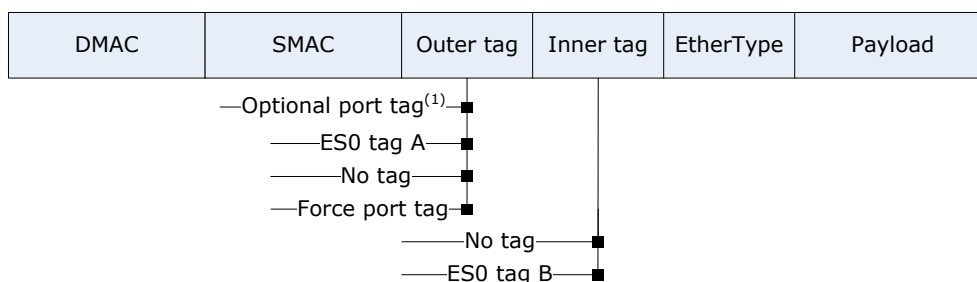 DMAC SMAC Outer tag Inner tag EtherType Payload
Optional port tag(1)
ES0 tag A
No tag
Force port tag
No tag
ES0 tag B